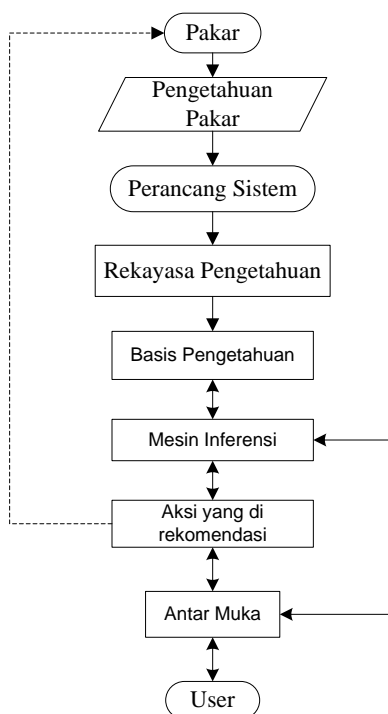 Pakar
Pengetahuan
Pakar
Perancang Sistem
Rekayasa Pengetahuan
Basis Pengetahuan
Mesin Inferensi
Aksi yang di
rekomendasi
Antar Muka
User